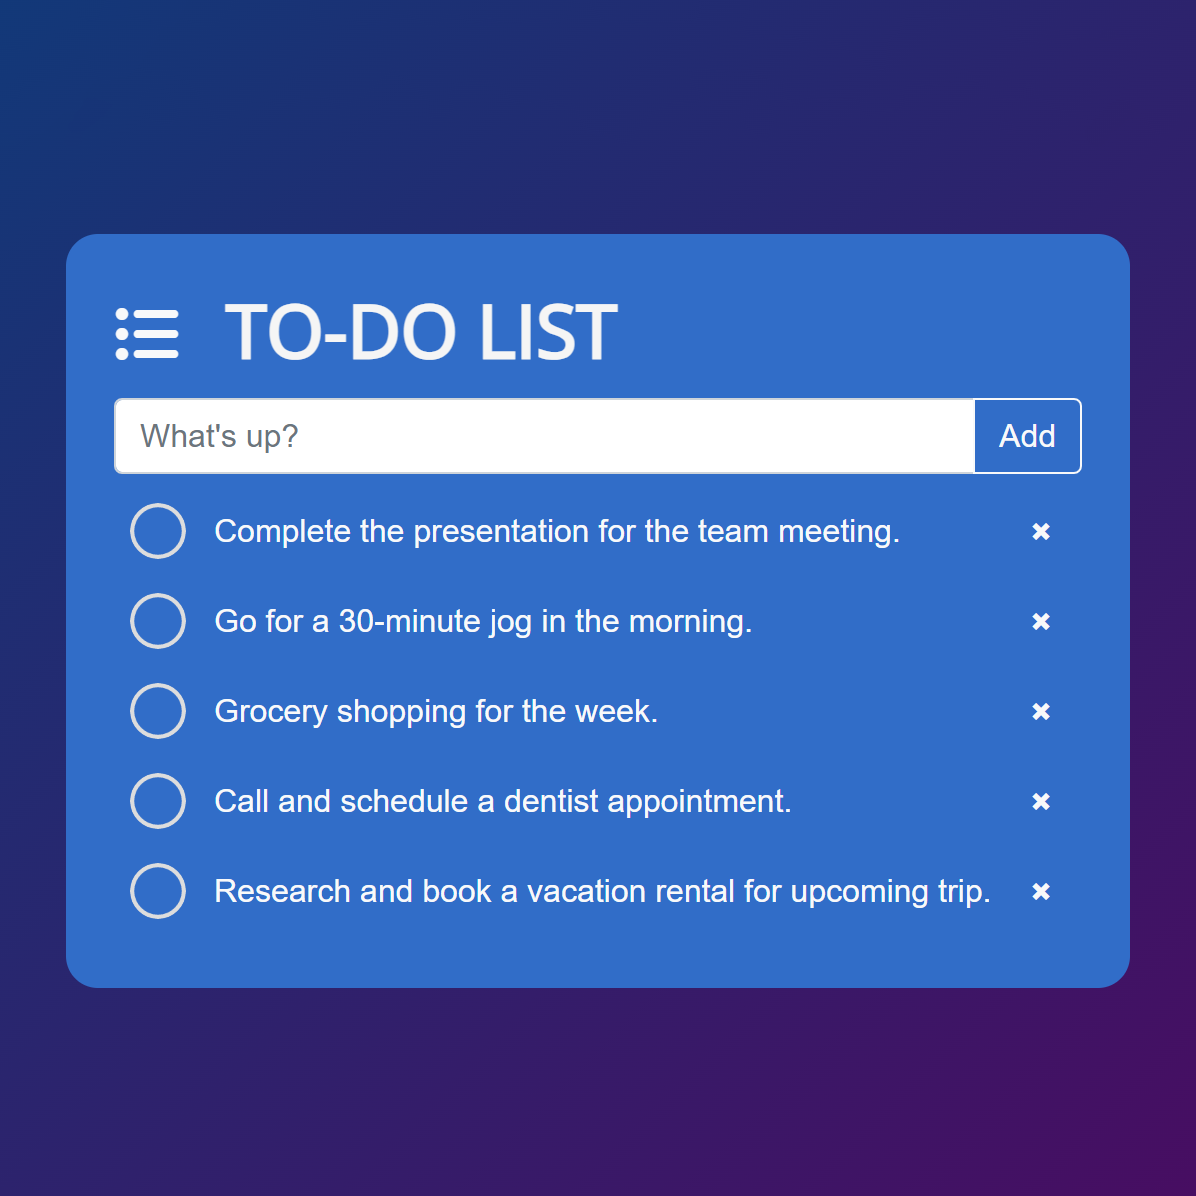 TO-DO LIST
What's up?
Add
Complete the presentation for the team meeting.
Go for a 30-minute jog in the morning.
Grocery shopping for the week.
Call and schedule a dentist appointment.
Research and book a vacation rental for upcoming trip.